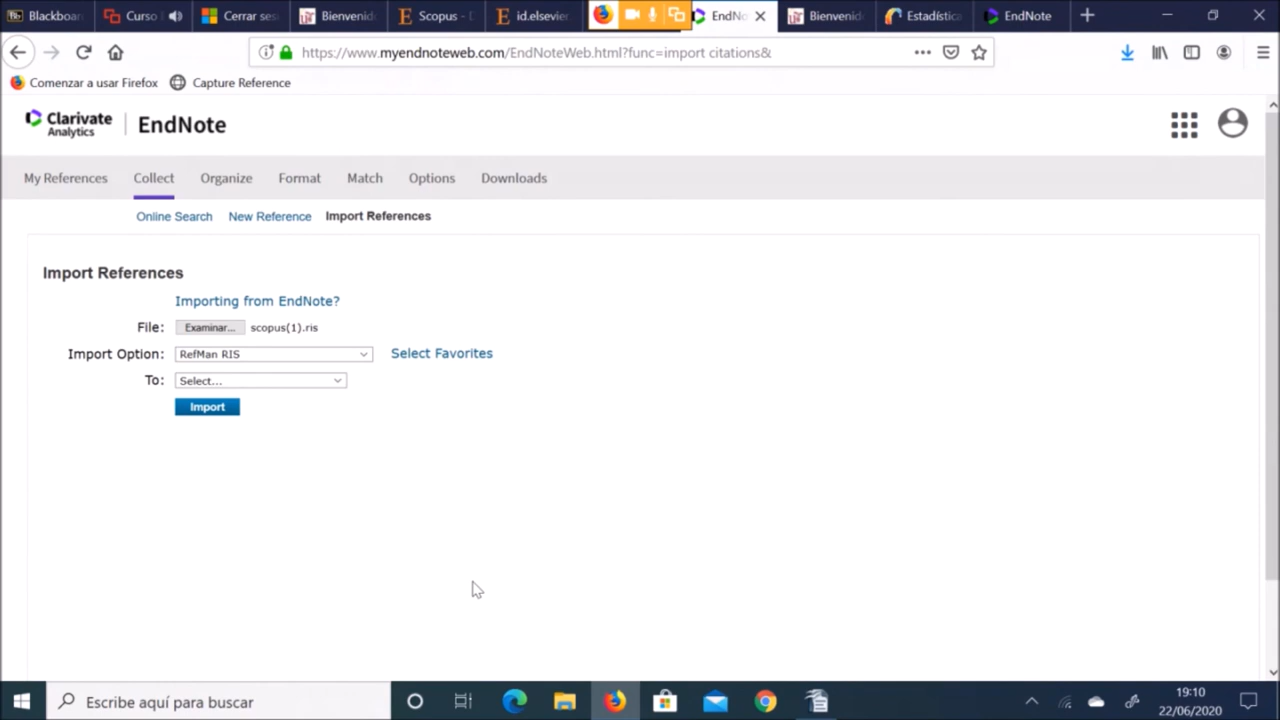 Blackboar
Curso
Cerrar ses
Bienvenid
Scopus - D
id.elsevier
EndNo
Bienvenid
Estadística
EndNote
https://www.myendnoteweb.com/EndNoteWeb.html?func=import citations&
Comenzar a usar Firefox
Capture Reference
Clarivate
Analytics
EndNote
My References
Collect
Organize
Format
Match
Options
Downloads
Online Search
New Reference
Import References
Import References
Importing from EndNote?
File:
Examinar...
scopus(1).ris
Import Option:
RefMan RIS
Select Favorites
To:
Select...
Import
Escribe aquí para buscar
19:10
22/06/2020